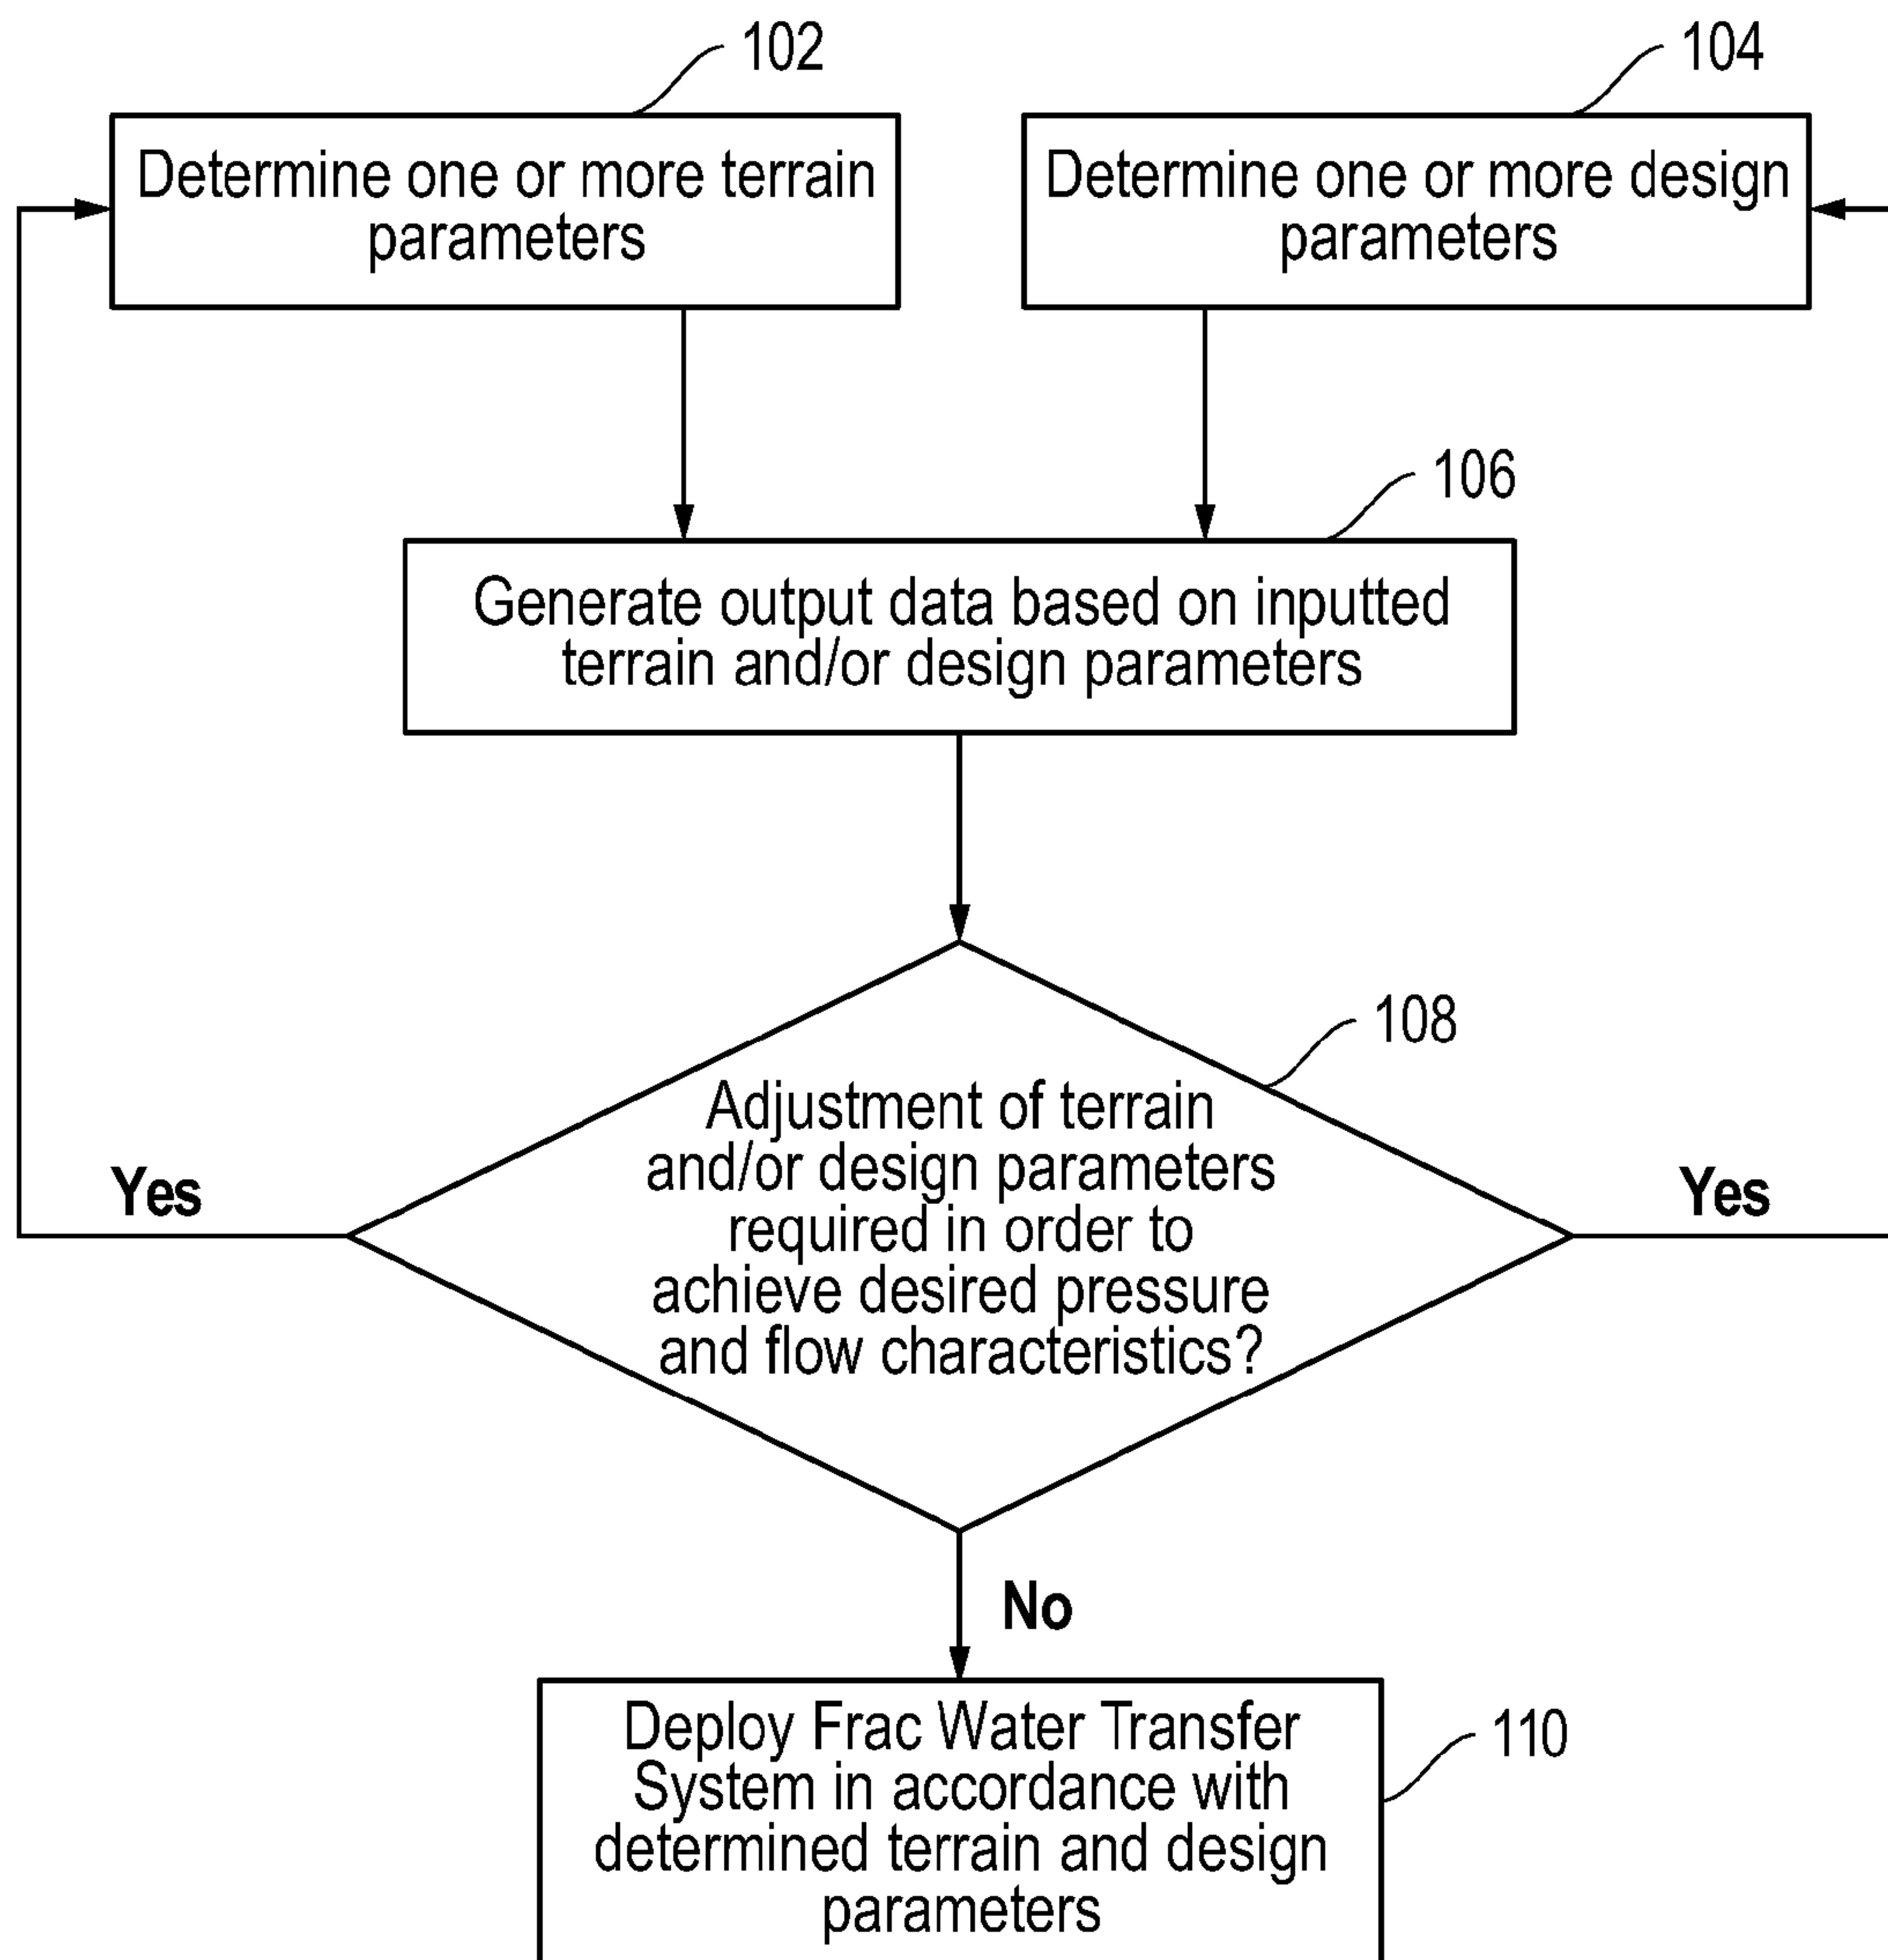 102
104
Determine one or more terrain
parameters
Determine one or more design
parameters
106
Generate output data based on inputted
terrain and/or design parameters
108
Adjustment of terrain
and/or design parameters
required in order to
achieve desired pressure
and flow characteristics?
Yes
Yes
No
Deploy Frac Water Transfer
System in accordance with
determined terrain and design
parameters
110